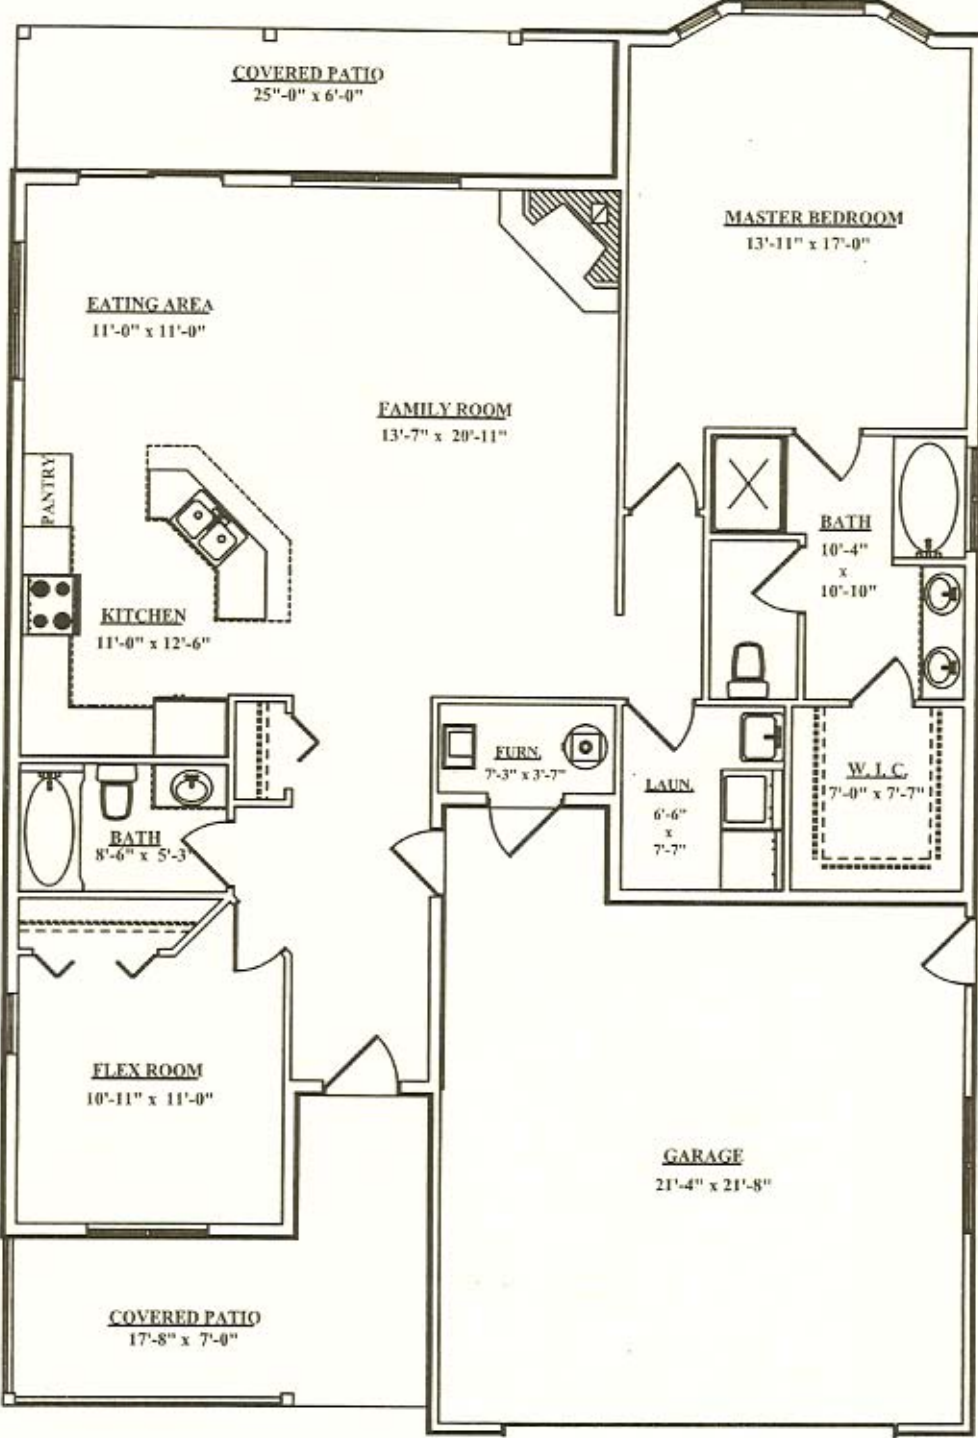 COVERED PATIO
25"-0" x 6'-0"
MASTER BEDROOM
13'-11" x 17'-0"
EATING AREA
11'-0" x 11'-0"
FAMILY ROOM
13'-7" x 20'-11"
PANTRY
BATH
10'-4"
x
10'-10"
KITCHEN
11'-0" x 12'-6"
FURN.
7'-3" x 3'-7"
LAUN.
6'-6"
x
7'-7"
W. I. C.
7'-0" x 7'-7"
BATH
8'-6" x 5'-3"
FLEX ROOM
10'-11" x 11'-0"
GARAGE
21'-4" x 21'-8"
COVERED PATIO
17'-8" x 7'-0"